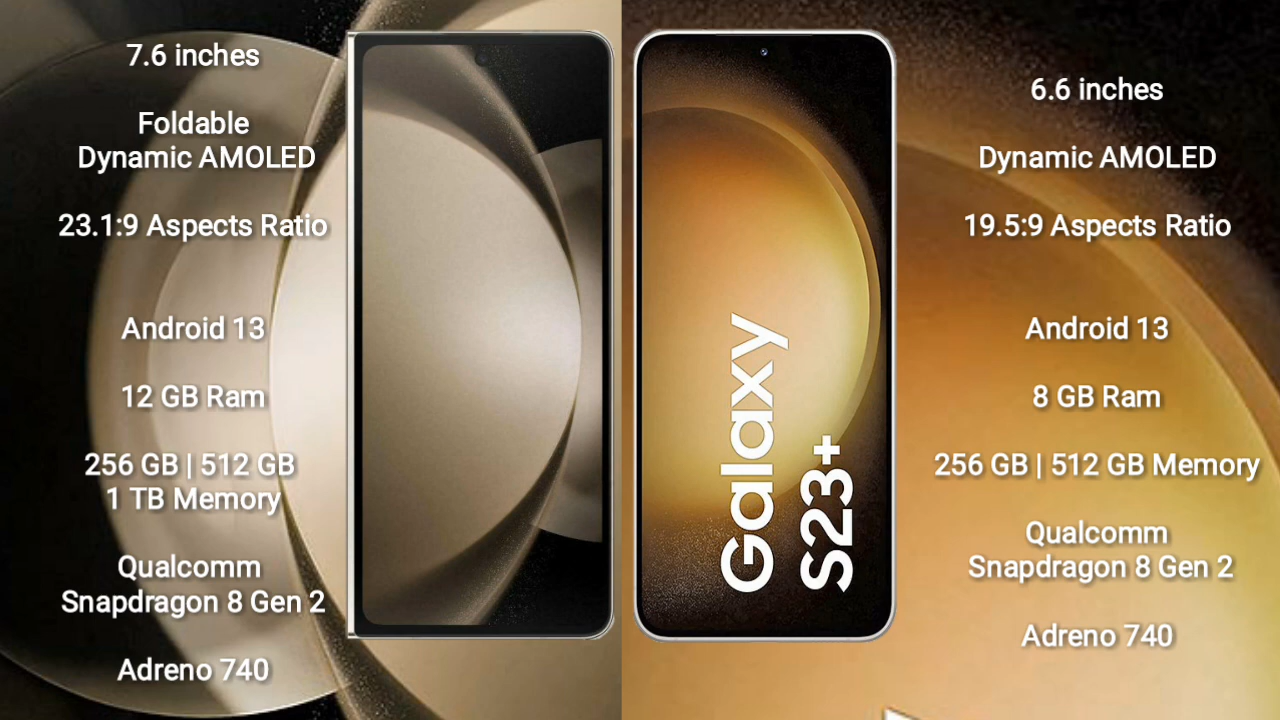 7.6 inches
Foldable
Dynamic AMOLED
23.1:9 Aspects Ratio
Android 13
12 GB Ram
256 GB | 512 GB
1 TB Memory
Qualcomm
Snapdragon 8 Gen 2
Adreno 740
Galaxy
S23+
6.6 inches
Dynamic AMOLED
19.5:9 Aspects Ratio
Android 13
8 GB Ram
256 GB | 512 GB Memory
Qualcomm
Snapdragon 8 Gen 2
Adreno 740